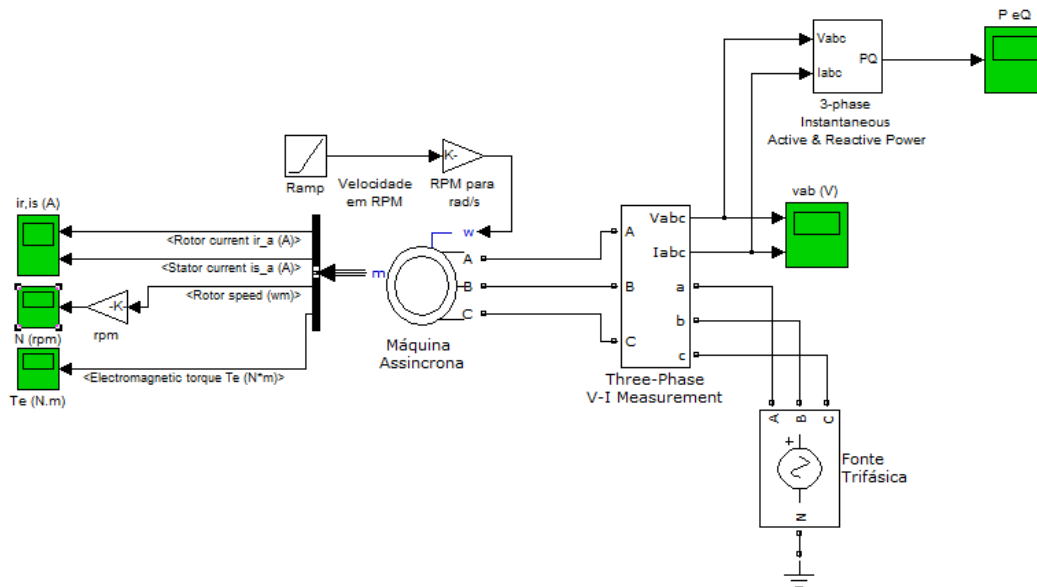 P eQ
Vabc
PQ
Iabc
3-phase
Instantaneous
Active & Reactive Power
K-
Ramp
Velocidade
em RPM
RPM para
rad/s
vab (V)
ir,is (A)
w
Vabc
A
<Rotor current ir_a (A)>
A
Iabc
<Stator current is_a (A)>
m
B
B
a
<Rotor speed (wm)>
-K-
C
b
N (rpm)
rpm
Máquina
Assincrona
C
c
<Electromagnetic torque Te (N*m)>
Te (N.m)
Three-Phase
V-I Measurement
A
B
C
+
Fonte
Trifásica
N